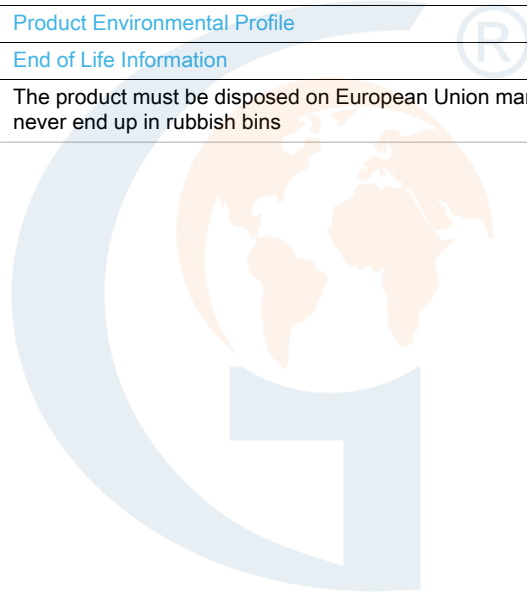 Product Environmental Profile
®
End of Life Information
The product must be disposed on European Union
never end up in rubbish bins
G